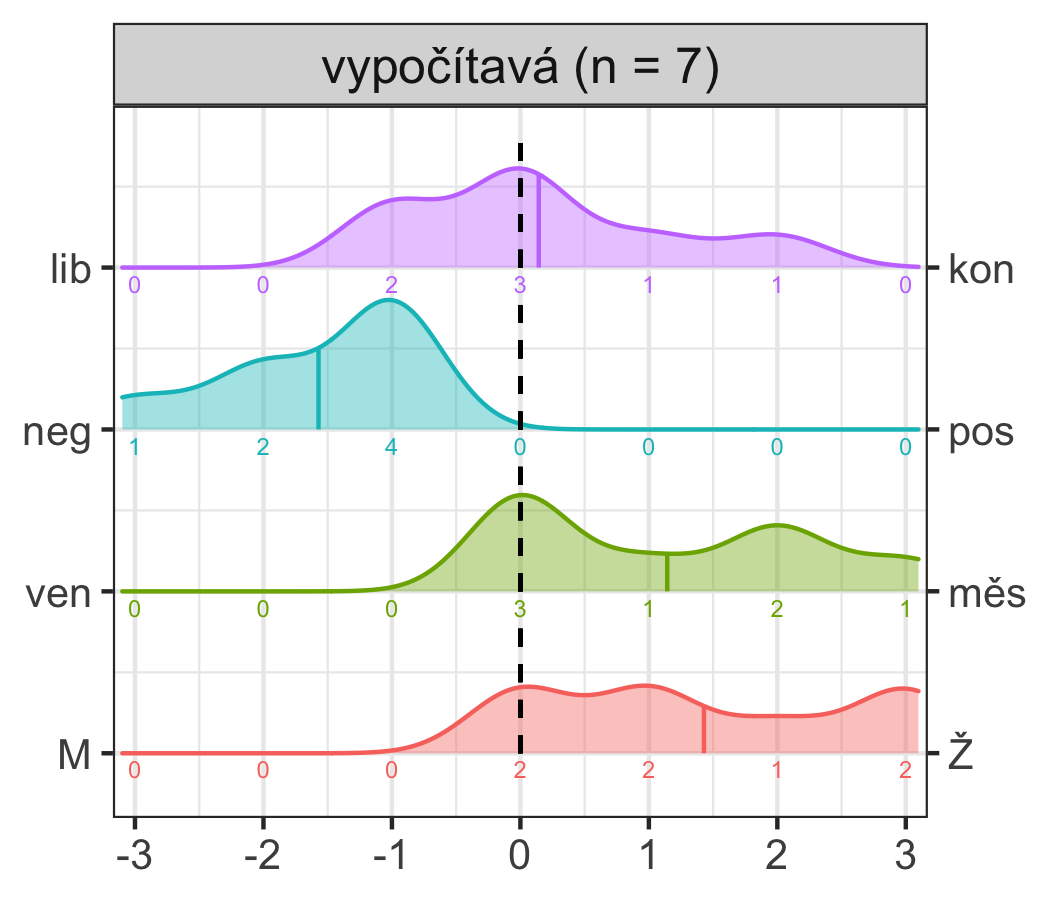 vypočítavá (n = 7)
lib kon
0 0 2 3 1 1 0
neg pos
1 2 4 0 0 0 0
ven měs
0 0 0 3 1 2 1
M Ž
0 0 0 2 2 1 2
-3 -2 -1 0 1 2 3